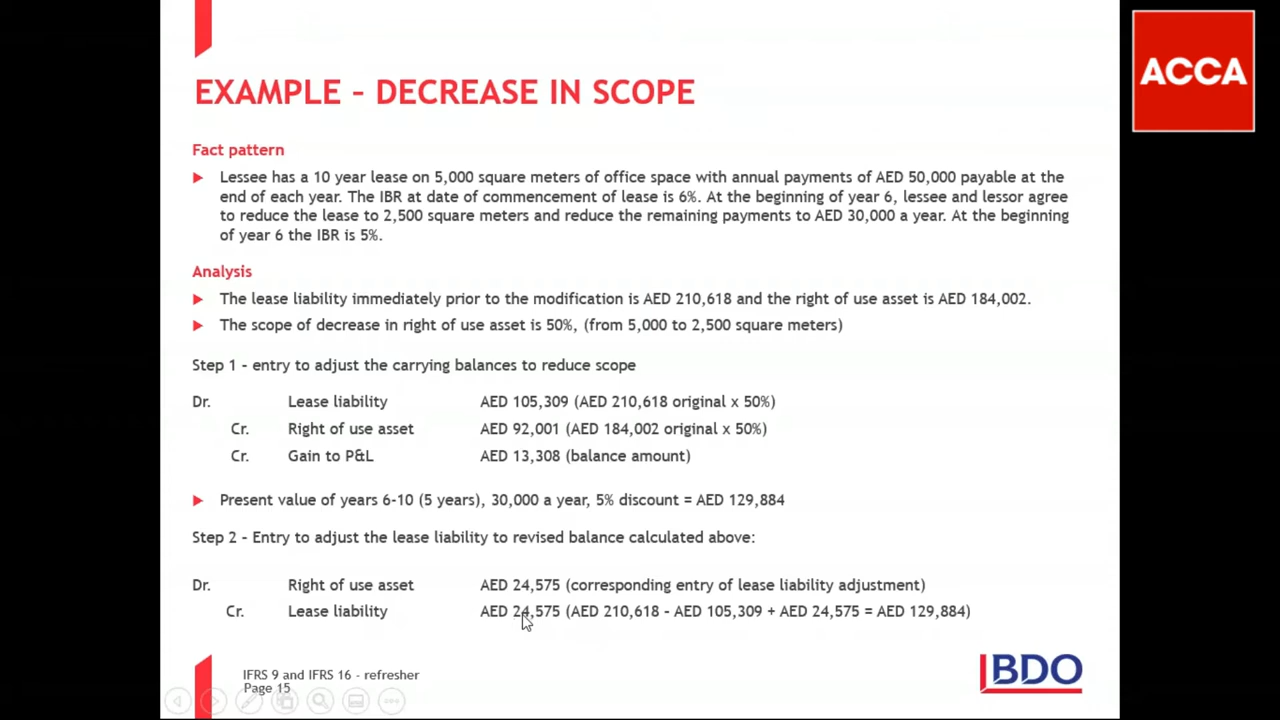 ACCA
EXAMPLE – DECREASE IN SCOPE
Fact pattern
Lessee has a 10 year lease on 5,000 square meters of office space with annual payments of AED 50,000 payable at the
end of each year. The IBR at date of commencement of lease is 6%. At the beginning of year 6, lessee and lessor agree
to reduce the lease to 2,500 square meters and reduce the remaining payments to AED 30,000 a year. At the beginning
of year 6 the IBR is 5%.
Analysis
The lease liability immediately prior to the modification is AED 210,618 and the right of use asset is AED 184,002.
The scope of decrease in right of use asset is 50%, (from 5,000 to 2,500 square meters)
Step 1 – entry to adjust the carrying balances to reduce scope
Dr. Lease liability AED 105,309 (AED 210,618 original x 50%)
Cr. Right of use asset AED 92,001 (AED 184,002 original x 50%)
Cr. Gain to P&L AED 13,308 (balance amount)
Present value of years 6-10 (5 years), 30,000 a year, 5% discount = AED 129,884
Step 2 – Entry to adjust the lease liability to revised balance calculated above:
Dr. Right of use asset AED 24,575 (corresponding entry of lease liability adjustment)
Cr. Lease liability AED 24,575 (AED 210,618 – AED 105,309 + AED 24,575 = AED 129,884)
IFRS 9 and IFRS 16 - refresher
Page 15
BDO